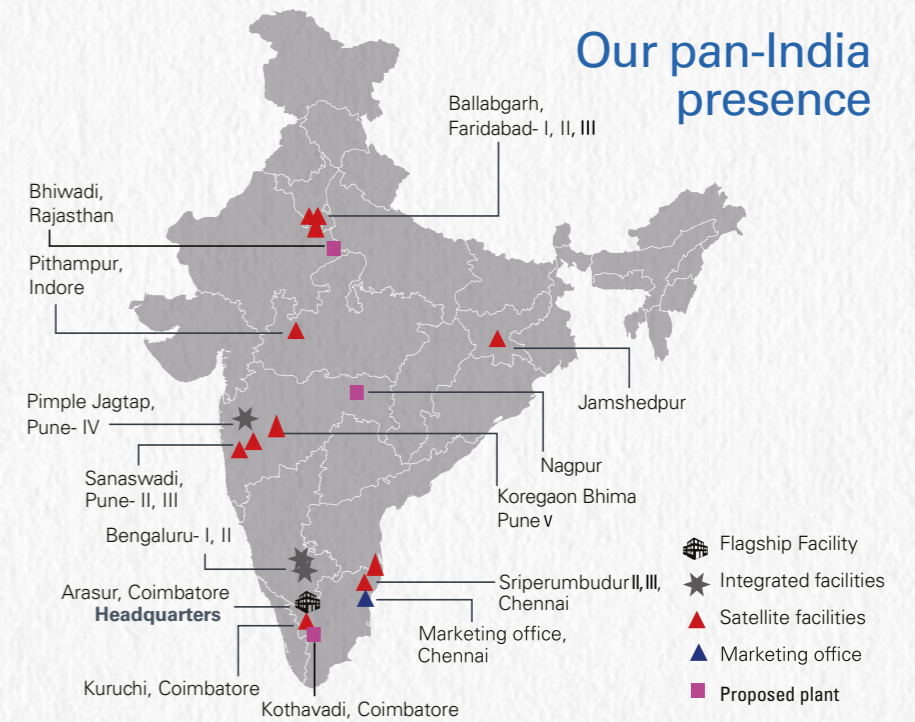 Our pan-India
presence
Ballabgarh,
Faridabad- I, II, III
Bhiwadi,
Rajasthan
Pithampur,
Indore
Jamshedpur
Pimple Jagtap,
Pune- IV
Nagpur
Sanaswadi,
Pune- II, III
Koregaon Bhima
Pune V
Bengaluru- I, II
Arasur, Coimbatore
Headquarters
Sriperumbudur II, III,
Chennai
Marketing office,
Chennai
Kuruchi, Coimbatore
Kothavadi, Coimbatore
Flagship Facility
Integrated facilities
Satellite facilities
Marketing office
Proposed plant